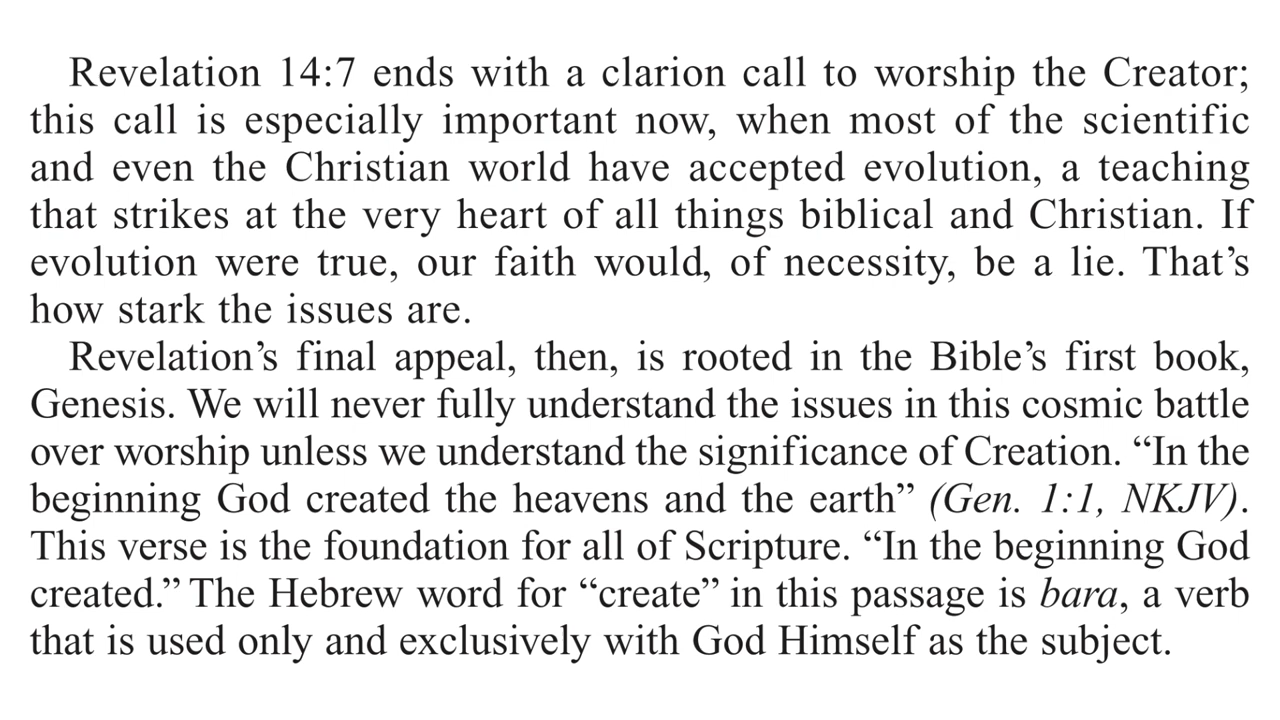 Revelation 14:7 ends with a clarion call to worship the Creator;
this call is especially important now, when most of the scientific
and even the Christian world have accepted evolution, a teaching
that strikes at the very heart of all things biblical and Christian. If
evolution were true, our faith would, of necessity, be a lie. That’s
how stark the issues are.
Revelation’s final appeal, then, is rooted in the Bible’s first book,
Genesis. We will never fully understand the issues in this cosmic battle
over worship unless we understand the significance of Creation. “In the
beginning God created the heavens and the earth” (Gen. 1:1, NKJV).
This verse is the foundation for all of Scripture. “In the beginning God
created.” The Hebrew word for “create” in this passage is bara, a verb
that is used only and exclusively with God Himself as the subject.